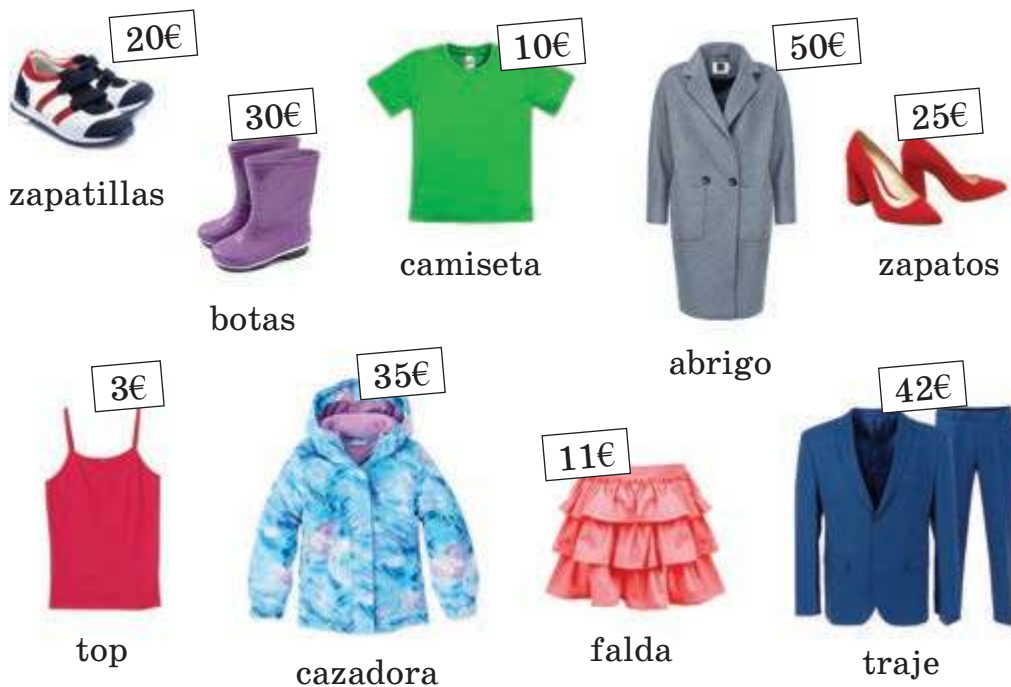 20€
zapatillas
30€
botas
10€
camiseta
50€
abrigo
25€
zapatos
3€
top
35€
cazadora
11€
falda
42€
traje